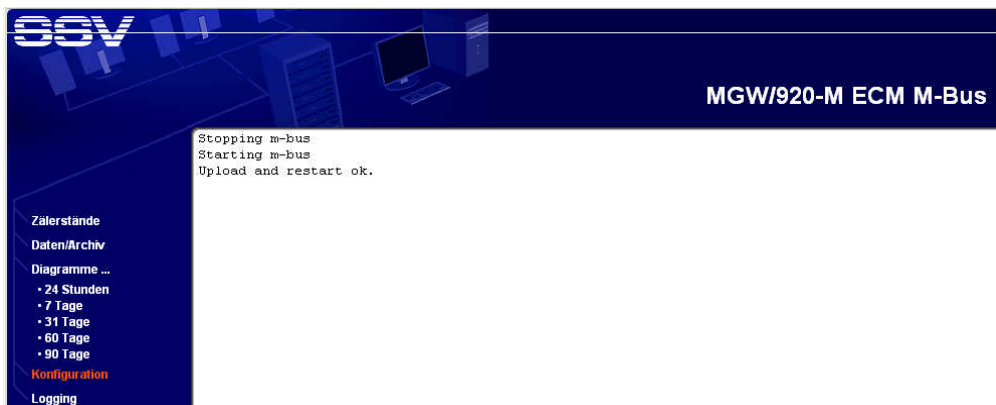 SSV
MGW/920-M ECM M-Bus
Stopping m-bus
Starting m-bus
Upload and restart ok.
Zälerstände
Daten/Archiv
Diagramme ...
• 24 Stunden
• 7 Tage
• 31 Tage
• 60 Tage
• 90 Tage
Konfiguration
Logging